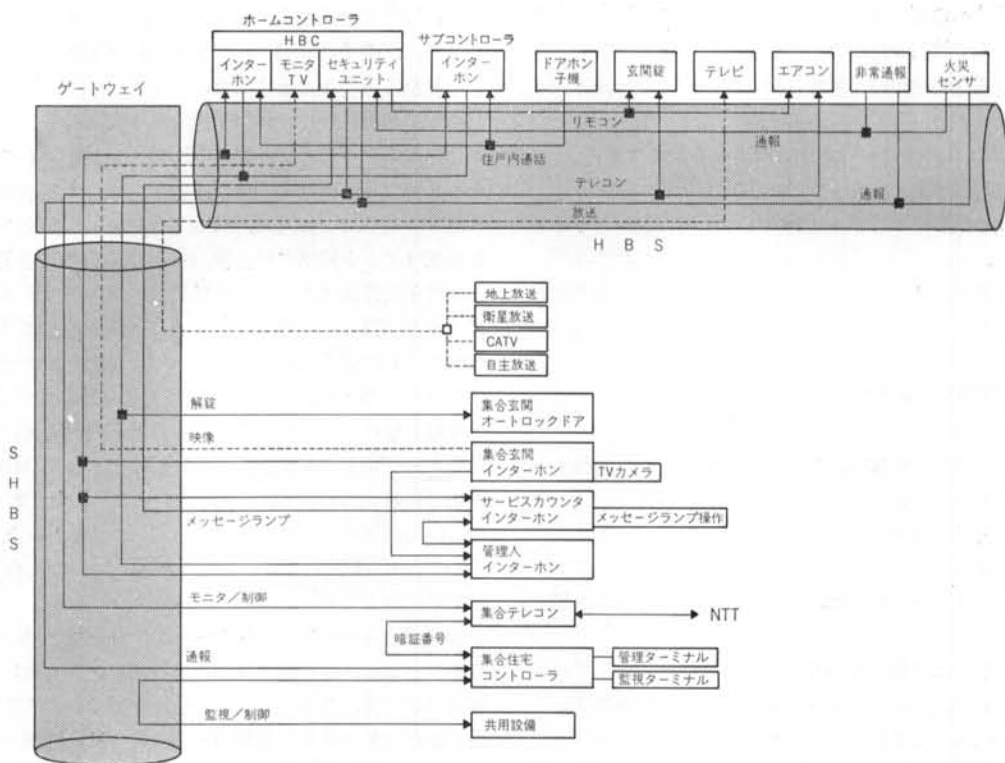 ホームコントローラ
HBC
インターホン
モニタTV
セキュリティユニット
サブコントローラ
インターホン
ドアホン子機
玄関錠
テレビ
エアコン
非常通報
火災センサ
ゲートウェイ
リモコン
通報
住戸内通話
テレコン
通報
放送
HBS
地上放送
衛星放送
CATV
自主放送
解錠
集合玄関
オートロックドア
映像
集合玄関
インターホン
TVカメラ
SHBS
サービスカウンタ
インターホン
メッセージランプ
メッセージランプ操作
管理人
インターホン
モニタ/制御
集合テレコン
NTT
暗証番号
通報
集合住宅
コントローラ
管理ターミナル
監視ターミナル
監視/制御
共用設備